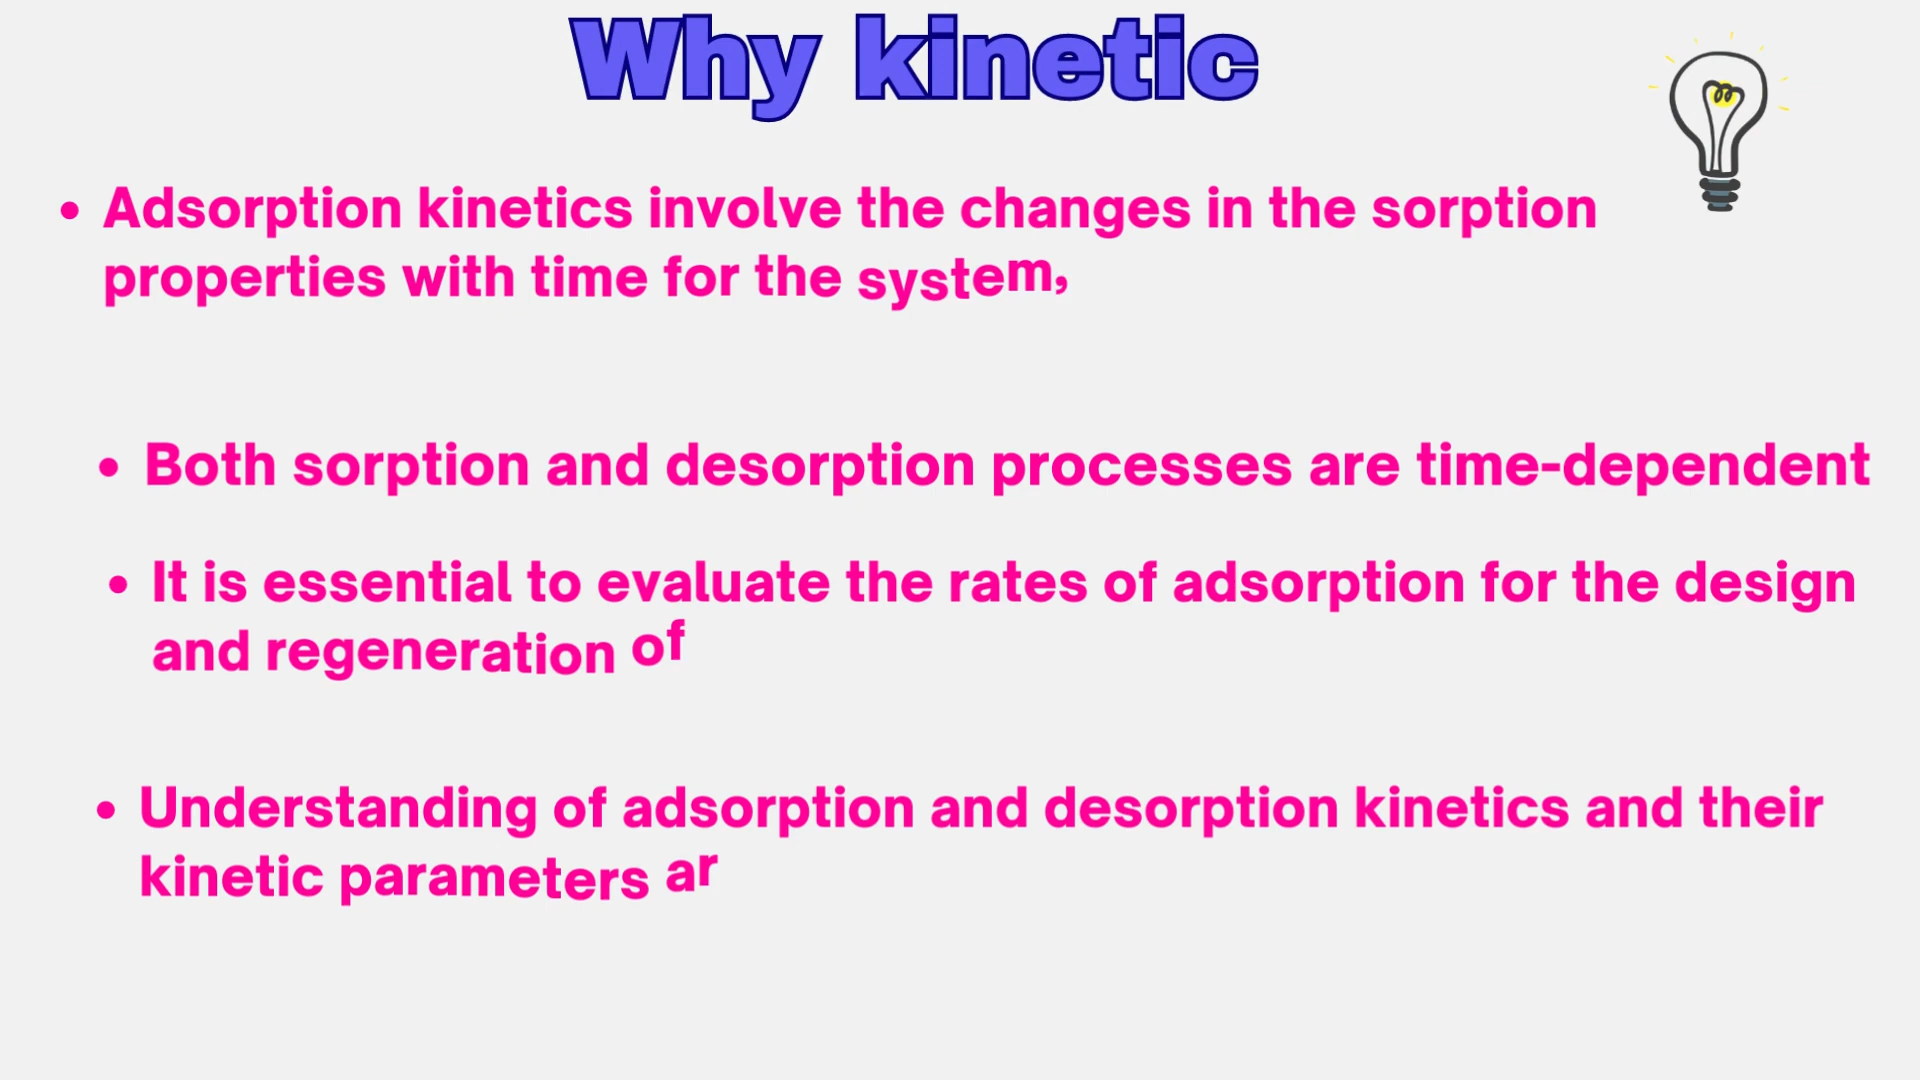 Why kinetic
• Adsorption kinetics involve the changes in the sorption
properties with time for the system,
• Both sorption and desorption processes are time-dependent
• It is essential to evaluate the rates of adsorption for the design
and regeneration of
• Understanding of adsorption and desorption kinetics and their
kinetic parameters ar